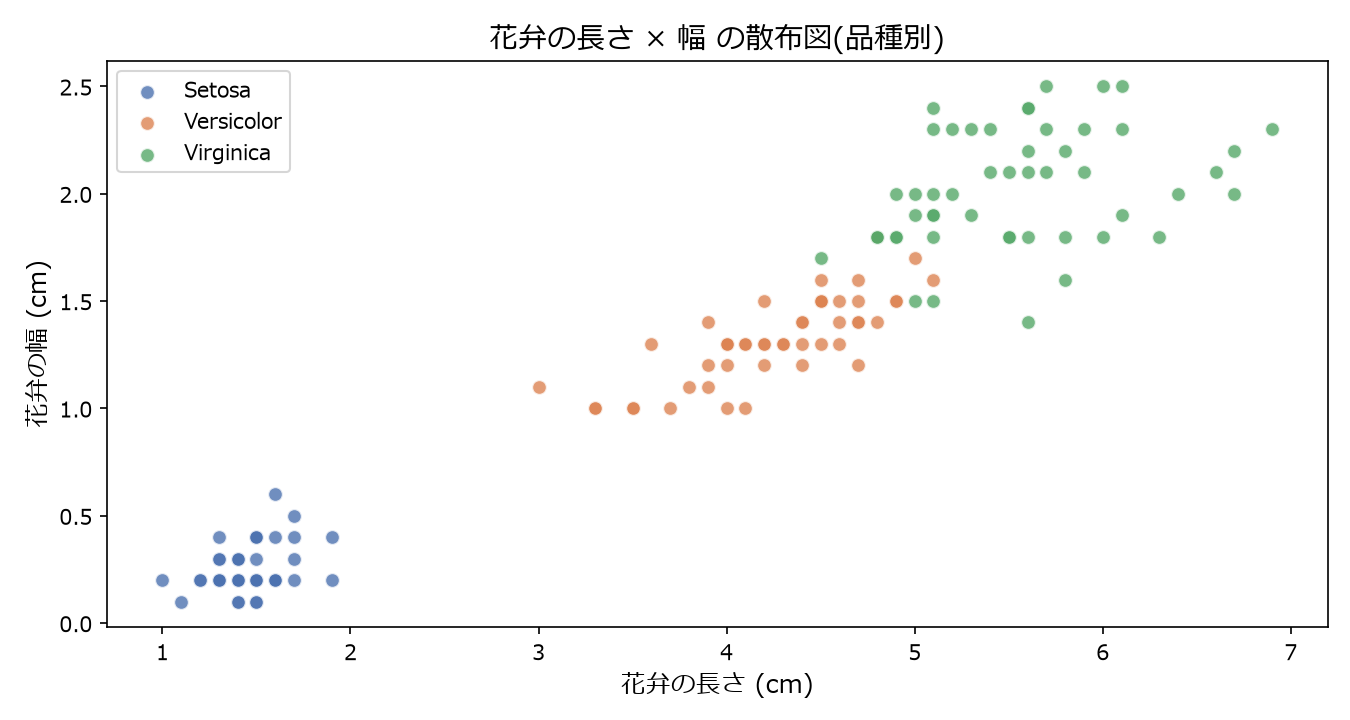 花弁の長さ × 幅 の散布図(品種別)
Setosa
Versicolor
Virginica
花弁の幅 (cm)
2.5
2.0
1.5
1.0
0.5
0.0
1 2 3 4 5 6 7
花弁の長さ (cm)